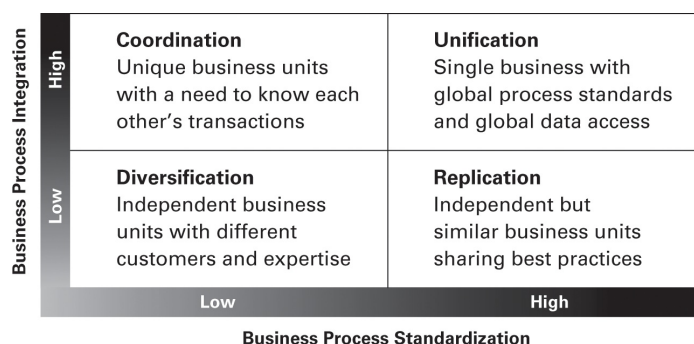 Business Process Integration
High
Coordination
Unique business units
with a need to know each
other's transactions
Unification
Single business with
global process standards
and global data access
Low
Diversification
Independent business
units with different
customers and expertise
Replication
Independent but
similar business units
sharing best practices
Low
High
Business Process Standardization